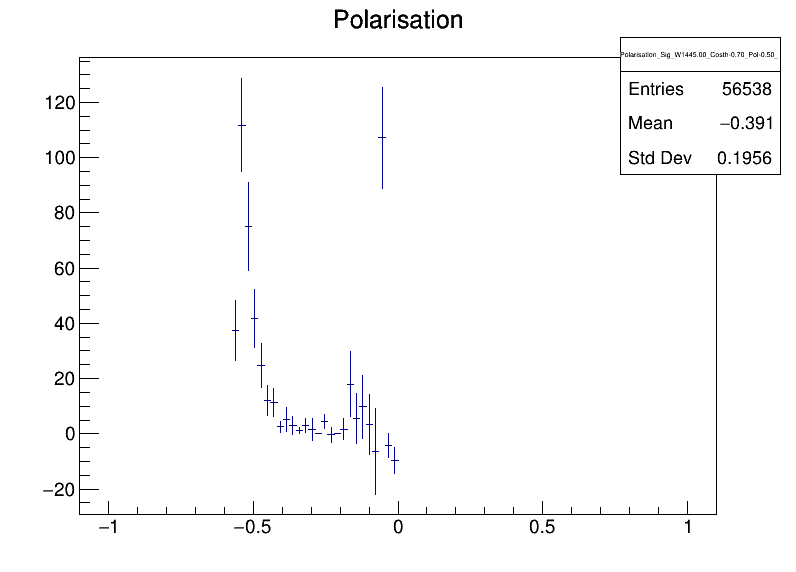 Polarisation
Polarisation_Sig_W1445.00_Costh-0.70_Pol-0.50_
Entries 56538
Mean −0.391
Std Dev 0.1956
120
100
80
60
40
20
0
−20
−1 −0.5 0 0.5 1